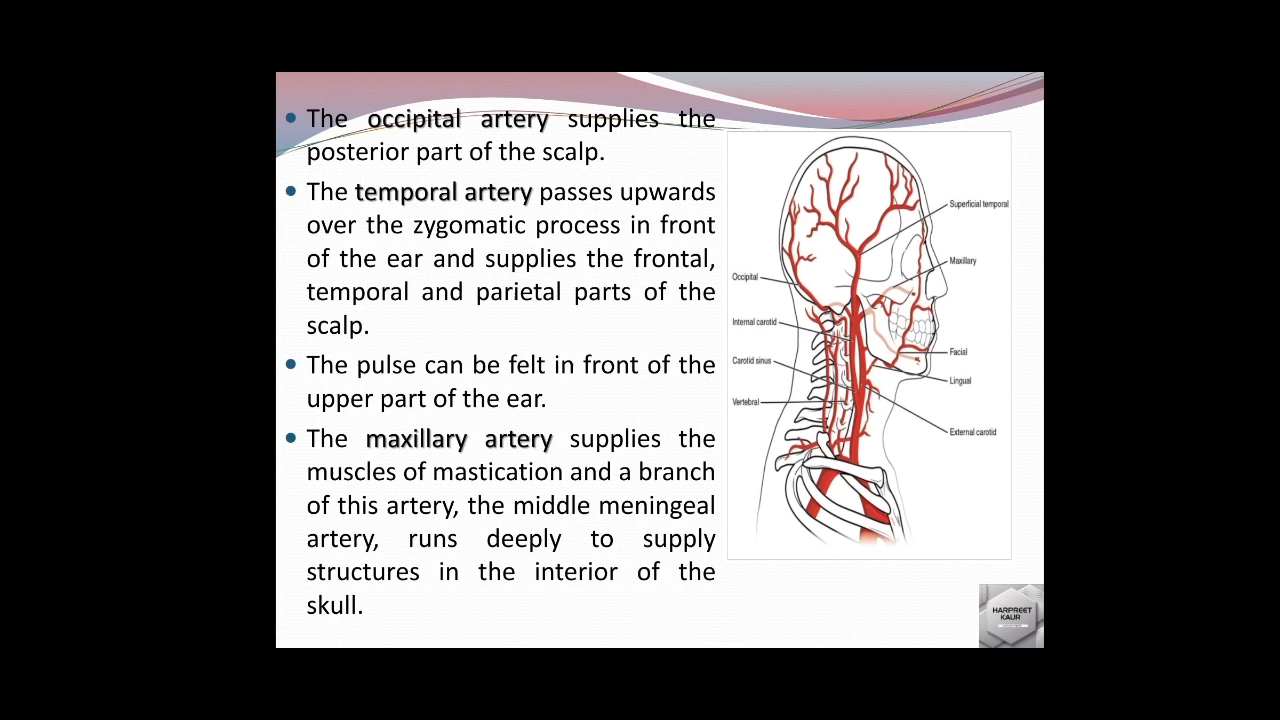 • The occipital artery supplies the
posterior part of the scalp.
• The temporal artery passes upwards
over the zygomatic process in front
of the ear and supplies the frontal,
temporal and parietal parts of the
scalp.
• The pulse can be felt in front of the
upper part of the ear.
• The maxillary artery supplies the
muscles of mastication and a branch
of this artery, the middle meningeal
artery, runs deeply to supply
structures in the interior of the
skull.
Superficial temporal
Maxillary
Occipital
Internal carotid
Carotid sinus
Vertebral
Facial
Lingual
External carotid
HARPREET
KAUR